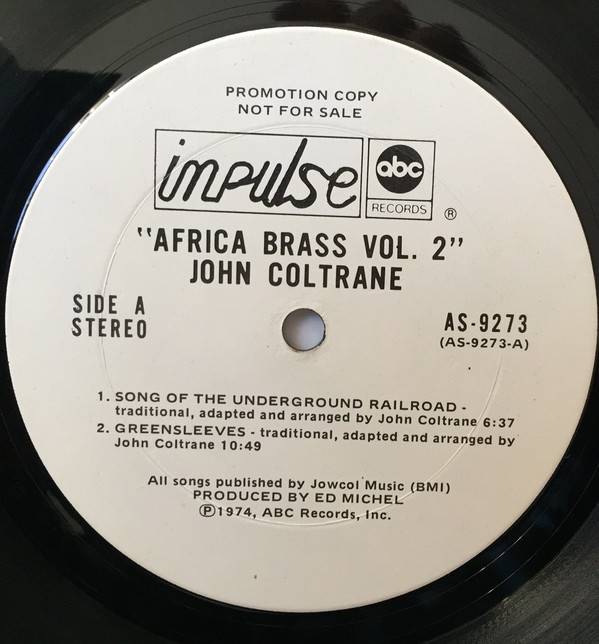 PROMOTION COPY
NOT FOR SALE
impulse
abc
RECORDS ®
"AFRICA BRASS VOL. 2"
JOHN COLTRANE
SIDE A
STEREO
AS-9273
(AS-9273-A)
1. SONG OF THE UNDERGROUND RAILROAD -
traditional, adapted and arranged by John Coltrane 6:37
2. GREENSLEEVES - traditional, adapted and arranged by
John Coltrane 10:49
All songs published by Jowcol Music (BMI)
PRODUCED BY ED MICHEL
℗1974, ABC Records, Inc.